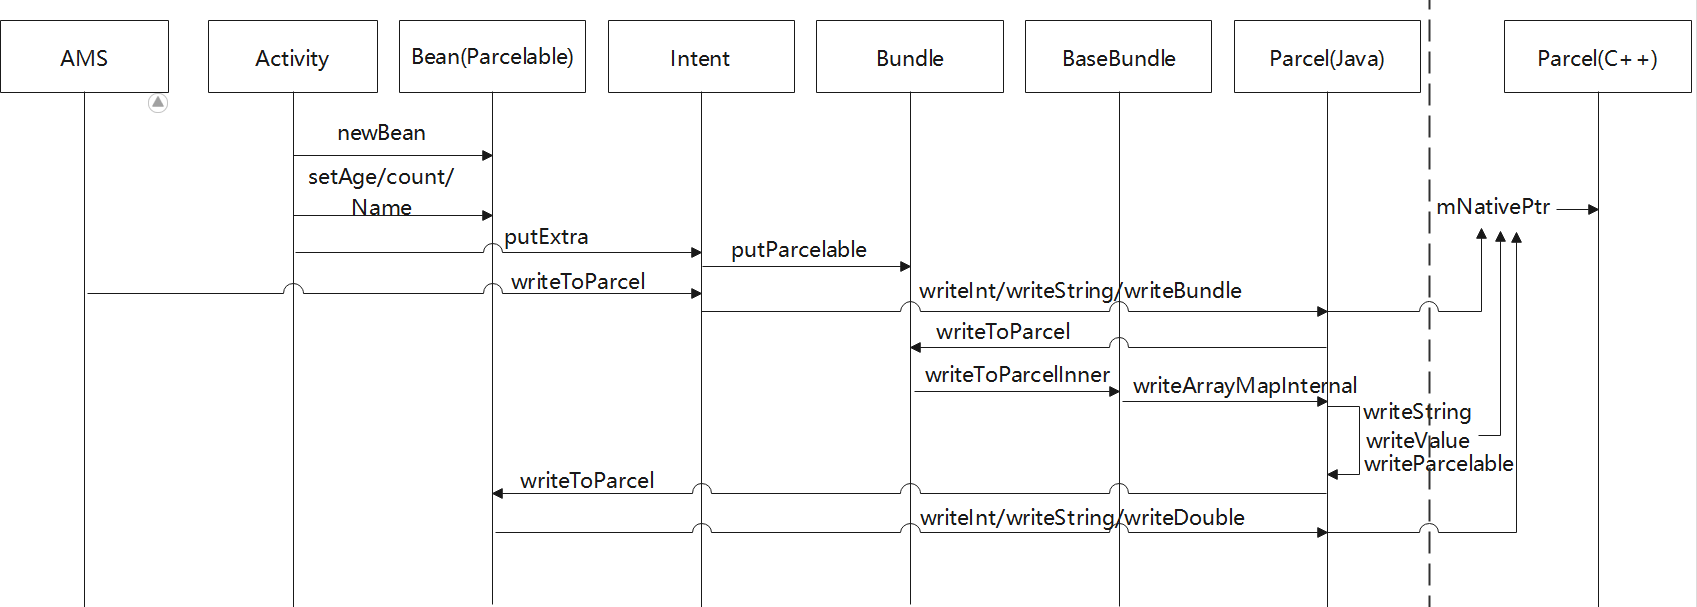 AMS
Activity
Bean(Parcelable)
Intent
Bundle
BaseBundle
Parcel(Java)
Parcel(C++)
newBean
setAge/count/
Name
mNativePtr
putExtra
putParcelable
writeToParcel
writeInt/writeString/writeBundle
writeToParcel
writeToParcelInner
writeArrayMapInternal
writeString
writeValue
writeParcelable
writeToParcel
writeInt/writeString/writeDouble